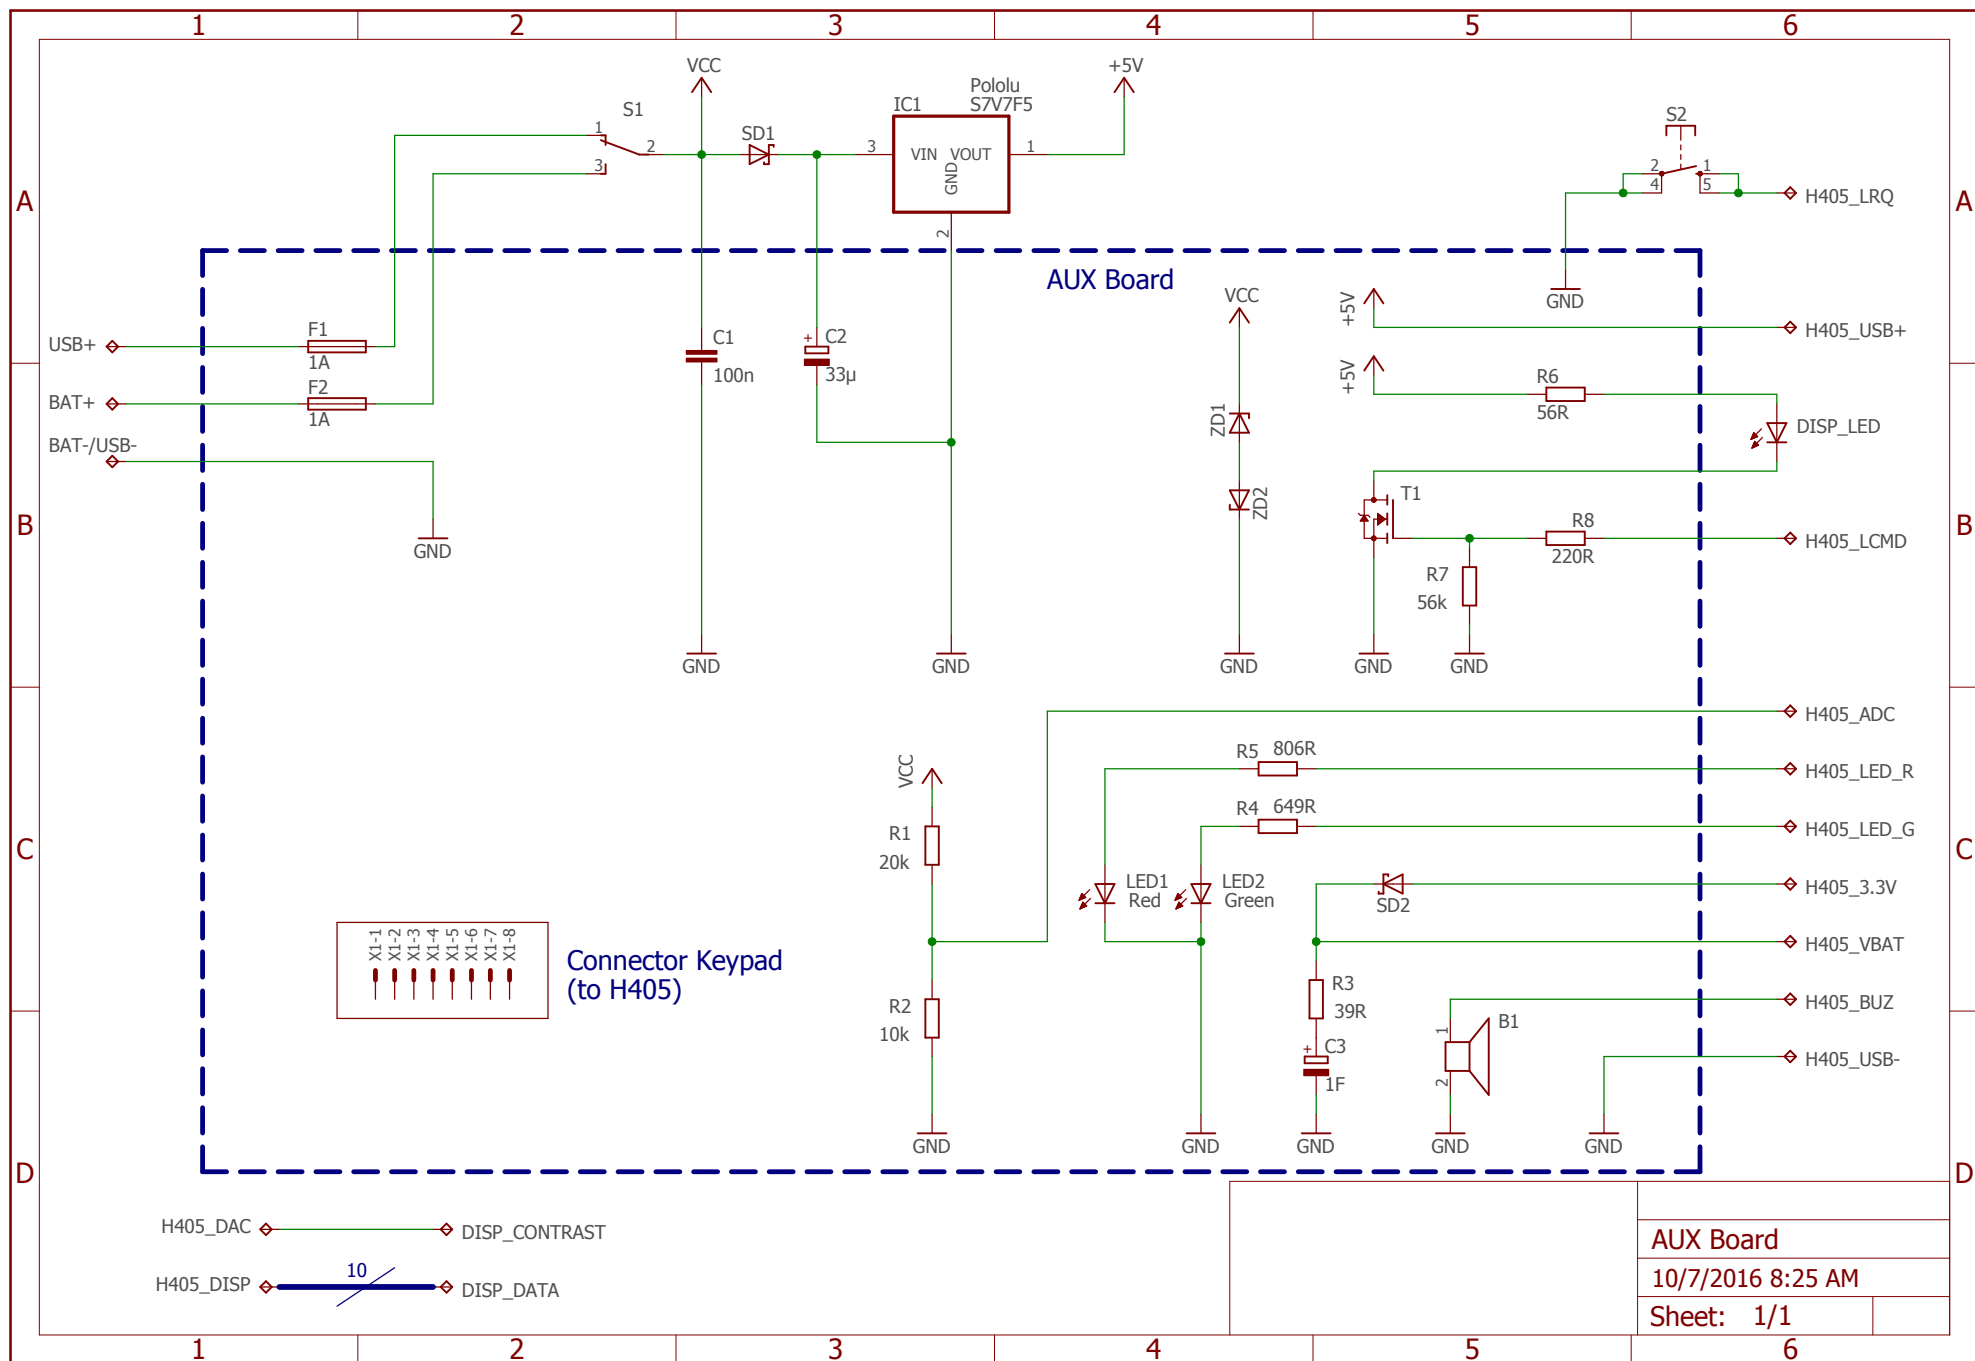 1 2 3 4 5 6
A
A
B
B
C
C
D
D
VCC
S1
1
2
3
SD1
IC1
Pololu
S7V7F5
3
VIN VOUT
GND
1
2
+5V
S2
2
1
4
5
H405_LRQ
GND
AUX Board
USB+
F1
1A
BAT+
F2
1A
BAT-/USB-
GND
C1
100n
+
C2
33µ
GND
GND
VCC
ZD1
ZD2
GND
+5V
H405_USB+
+5V
R6
56R
DISP_LED
T1
R8
220R
H405_LCMD
R7
56k
GND
GND
H405_ADC
R5 806R
H405_LED_R
R4 649R
H405_LED_G
VCC
R1
20k
R2
10k
GND
LED1
Red
LED2
Green
GND
SD2
H405_3.3V
H405_VBAT
R3
39R
+
C3
1F
GND
H405_BUZ
1
2
B1
GND
H405_USB-
GND
X1-1
X1-2
X1-3
X1-4
X1-5
X1-6
X1-7
X1-8
Connector Keypad
(to H405)
H405_DAC
DISP_CONTRAST
H405_DISP
10
DISP_DATA
AUX Board
10/7/2016 8:25 AM
Sheet: 1/1
1 2 3 4 5 6